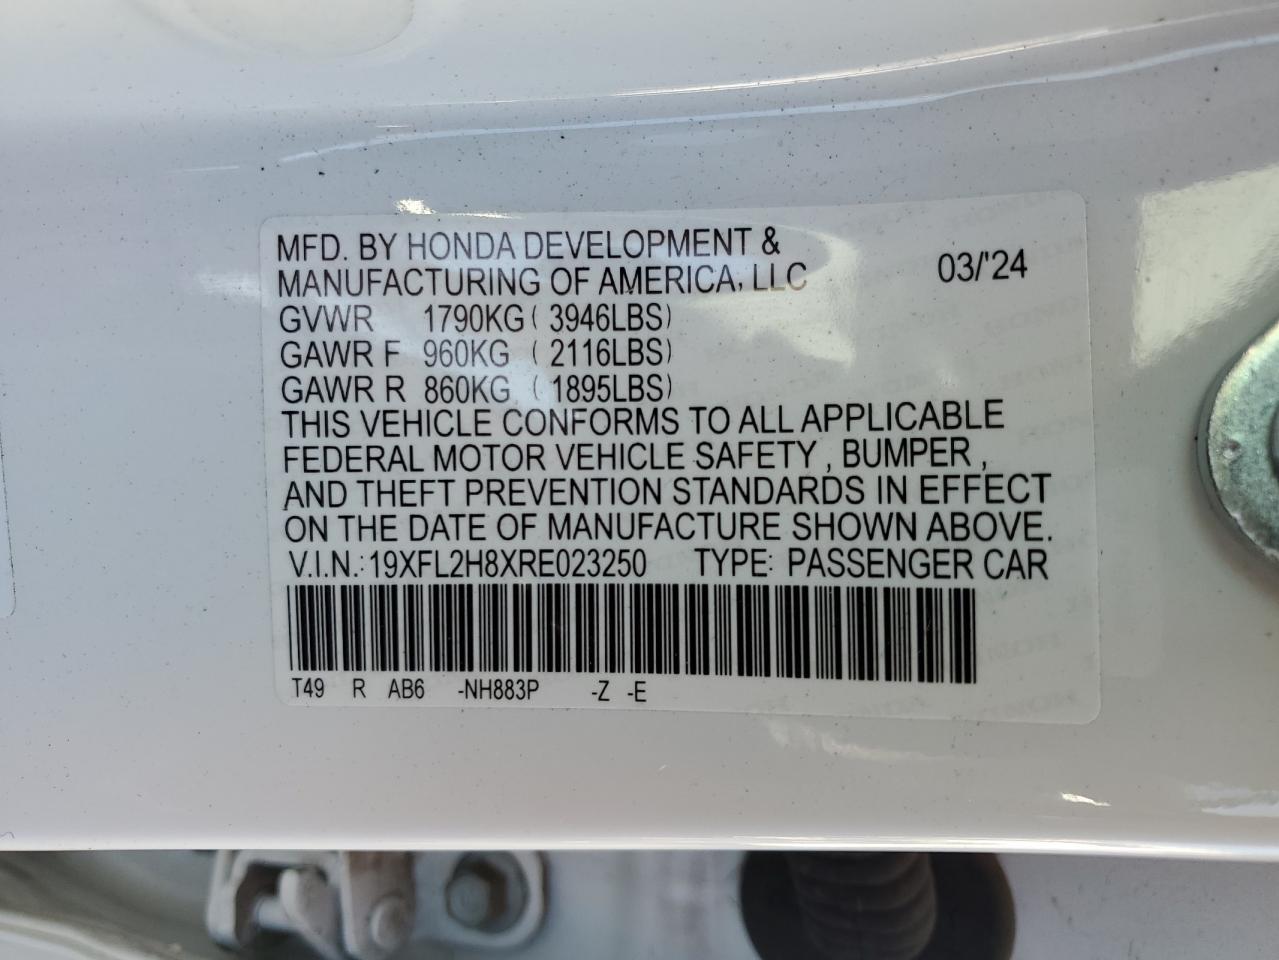 MFD. BY HONDA DEVELOPMENT &
MANUFACTURING OF AMERICA, LLC 03/'24
GVWR 1790KG ( 3946LBS)
GAWR F 960KG ( 2116LBS)
GAWR R 860KG ( 1895LBS)
THIS VEHICLE CONFORMS TO ALL APPLICABLE
FEDERAL MOTOR VEHICLE SAFETY , BUMPER ,
AND THEFT PREVENTION STANDARDS IN EFFECT
ON THE DATE OF MANUFACTURE SHOWN ABOVE.
V.I.N.: 19XFL2H8XRE023250 TYPE: PASSENGER CAR
T49 R AB6 -NH883P -Z -E